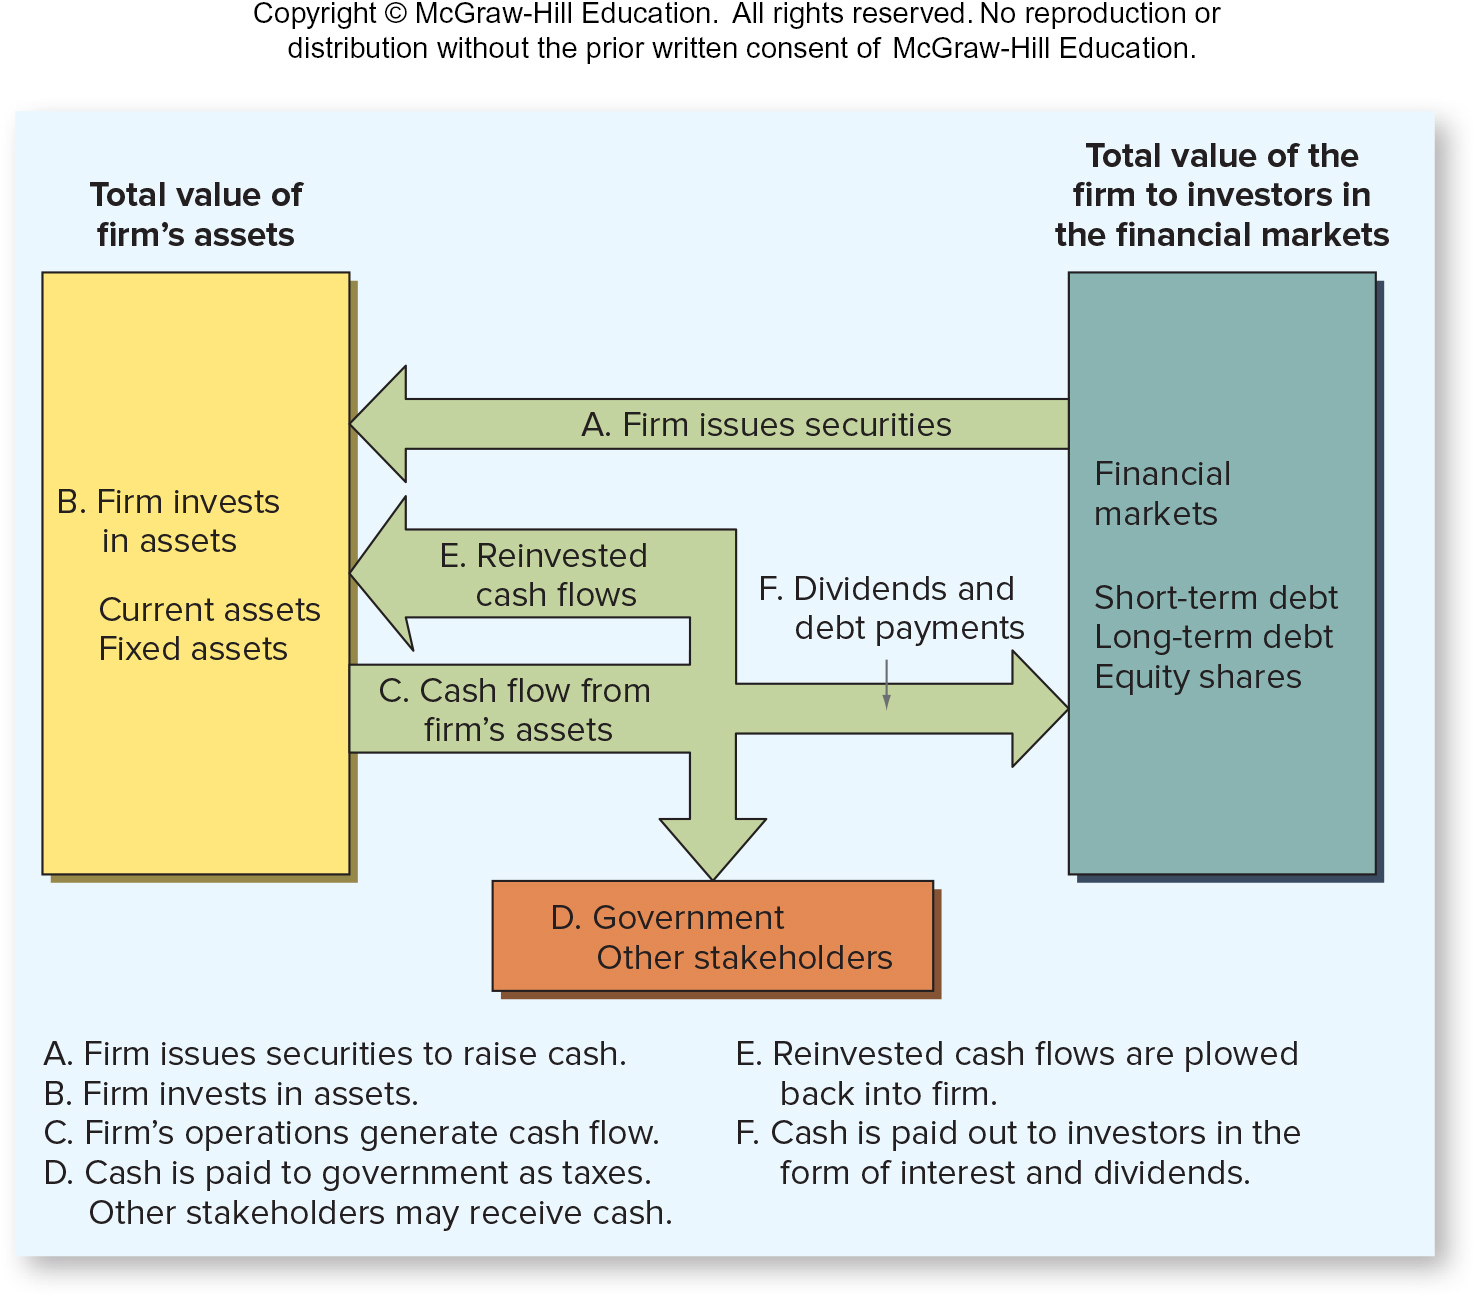 Copyright © McGraw-Hill Education. All rights reserved. No reproduction or
distribution without the prior written consent of McGraw-Hill Education.
Total value of
firm’s assets
Total value of the
firm to investors in
the financial markets
A. Firm issues securities
B. Firm invests
in assets
Current assets
Fixed assets
E. Reinvested
cash flows
F. Dividends and
debt payments
C. Cash flow from
firm’s assets
Financial
markets
Short-term debt
Long-term debt
Equity shares
D. Government
Other stakeholders
A. Firm issues securities to raise cash.
B. Firm invests in assets.
C. Firm’s operations generate cash flow.
D. Cash is paid to government as taxes.
Other stakeholders may receive cash.
E. Reinvested cash flows are plowed
back into firm.
F. Cash is paid out to investors in the
form of interest and dividends.